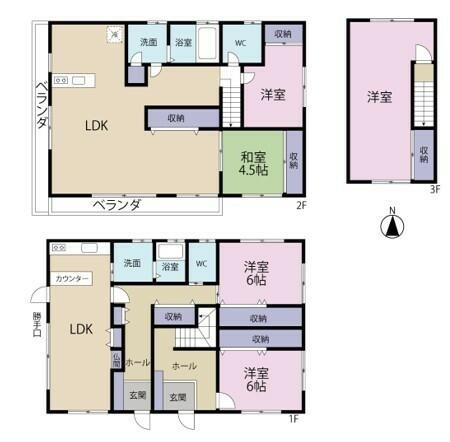 収納
洗面
浴室
WC
洋室
ベランダ
LDK
収納
和室
4.5帖
収納
ベランダ
2F
洋室
収納
3F
N
カウンター
洗面
浴室
WC
洋室
6帖
勝手口
LDK
収納
収納
収納
仏間
ホール
ホール
洋室
6帖
玄関
玄関
1F